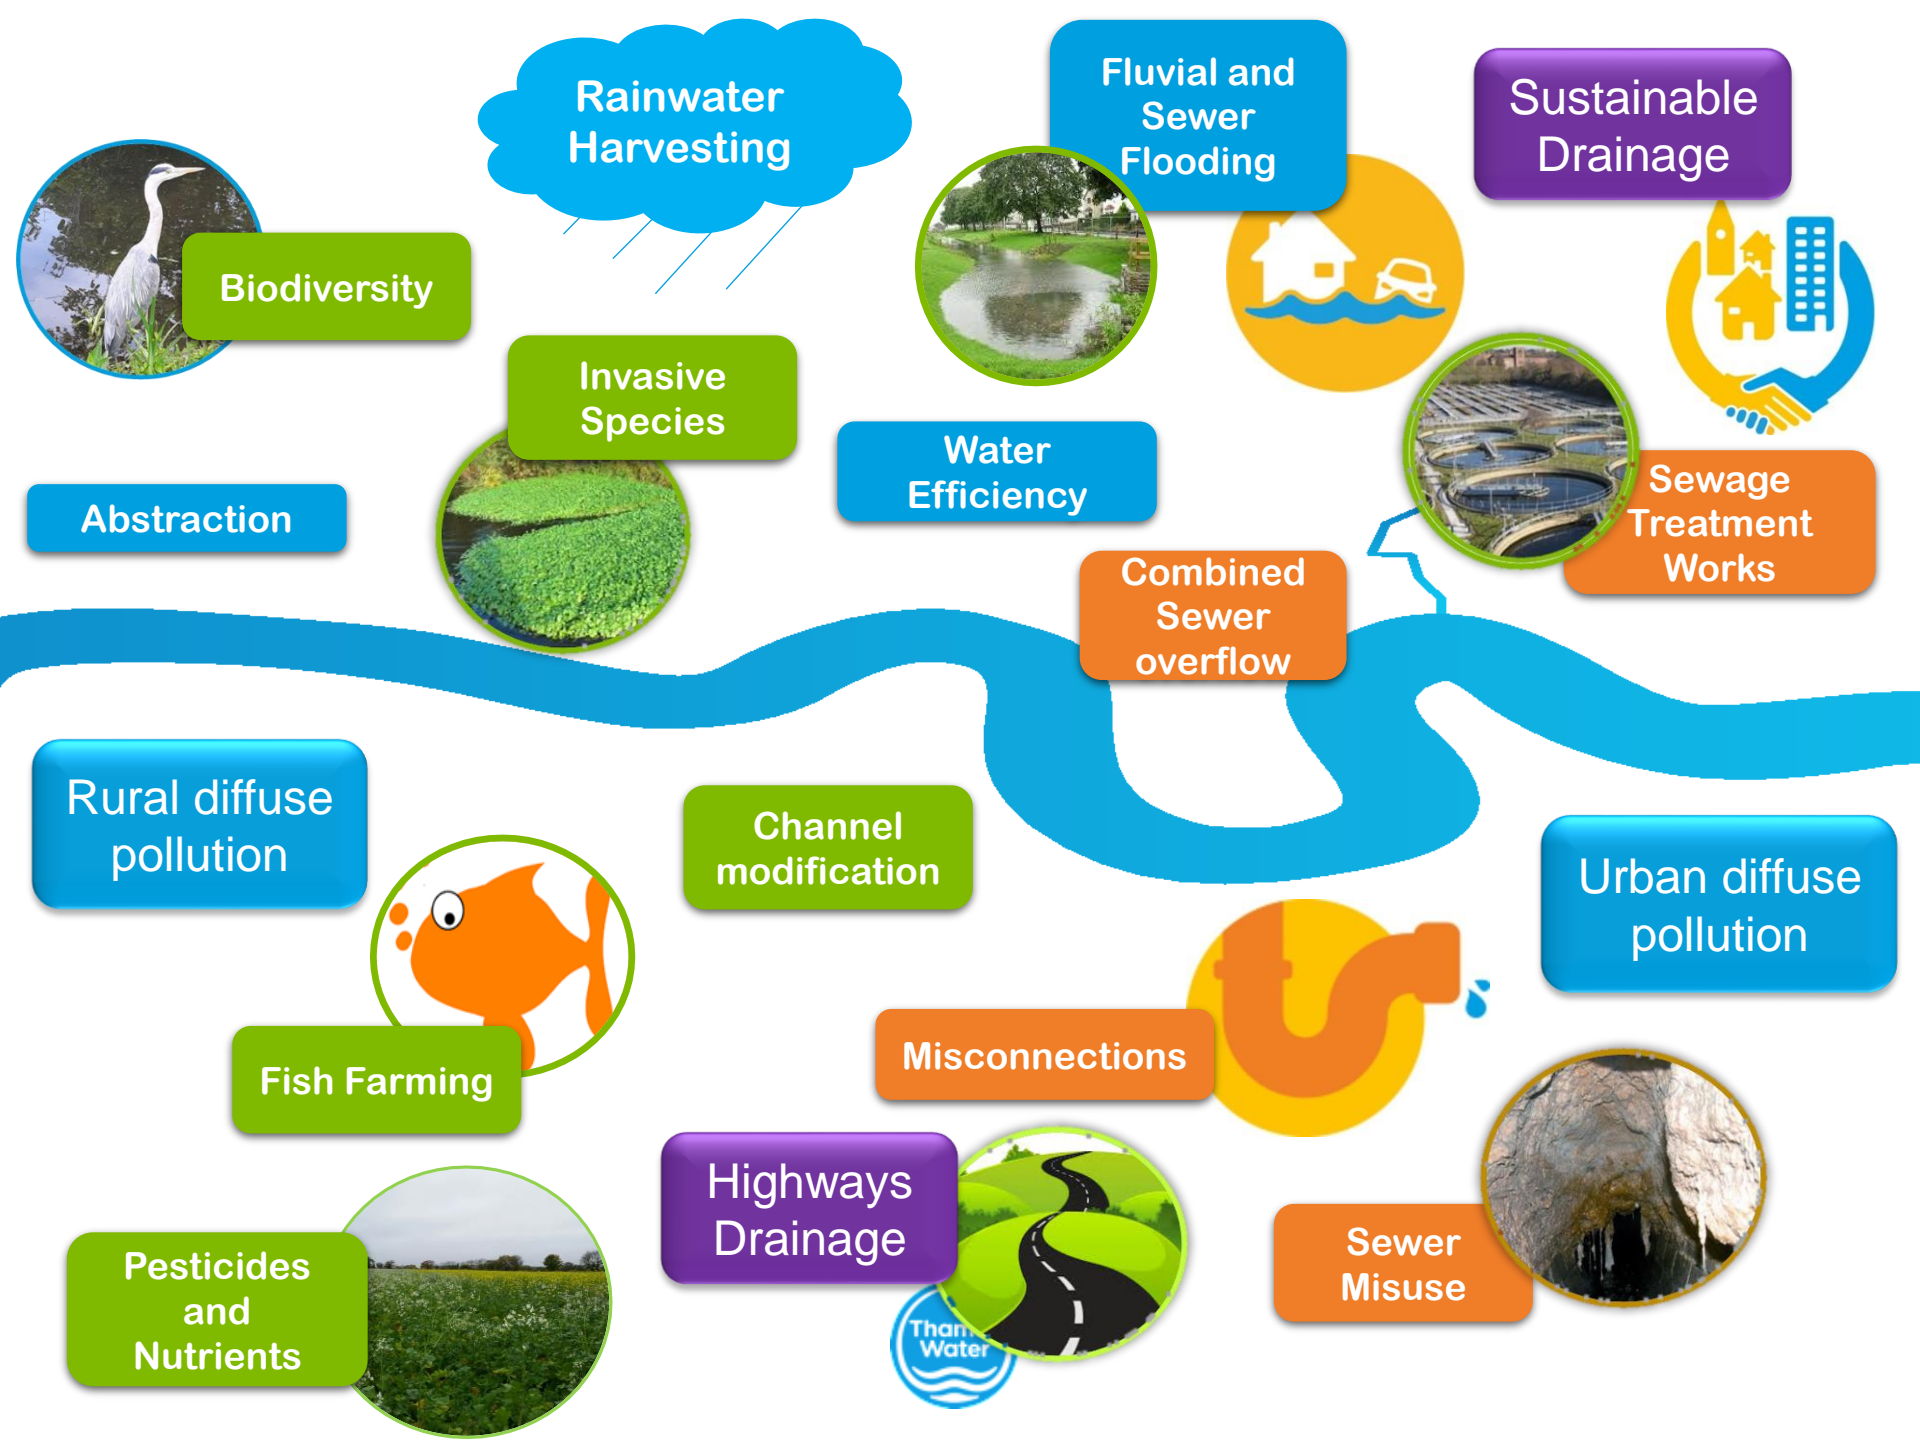 Rainwater
Harvesting
Fluvial and
Sewer
Flooding
Sustainable
Drainage
Biodiversity
Invasive
Species
Water
Efficiency
Abstraction
Sewage
Treatment
Works
Combined
Sewer
overflow
Rural diffuse
pollution
Channel
modification
Urban diffuse
pollution
Fish Farming
Misconnections
Highways
Drainage
Sewer
Misuse
Pesticides
and
Nutrients
Water